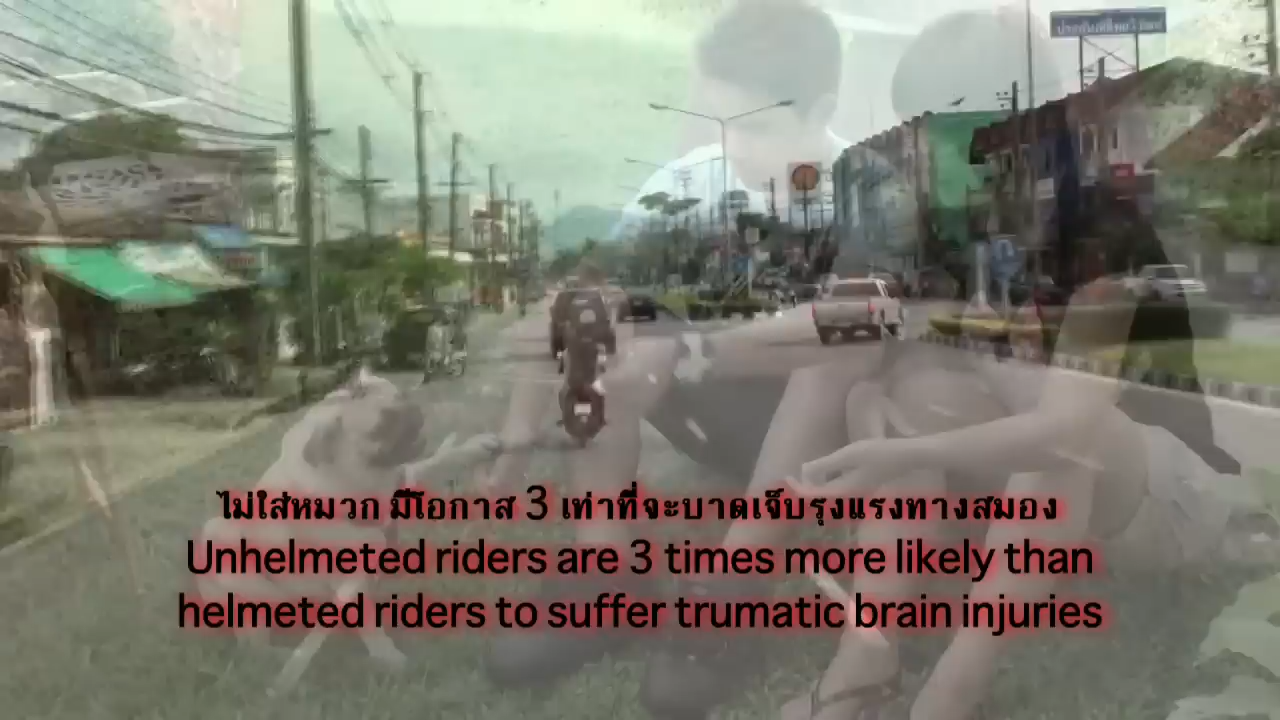 ไม่ใส่หมวก มีโอกาส 3 เท่าที่จะบาดเจ็บรุงแรงทางสมอง
Unhelmeted riders are 3 times more likely than
helmeted riders to suffer trumatic brain injuries